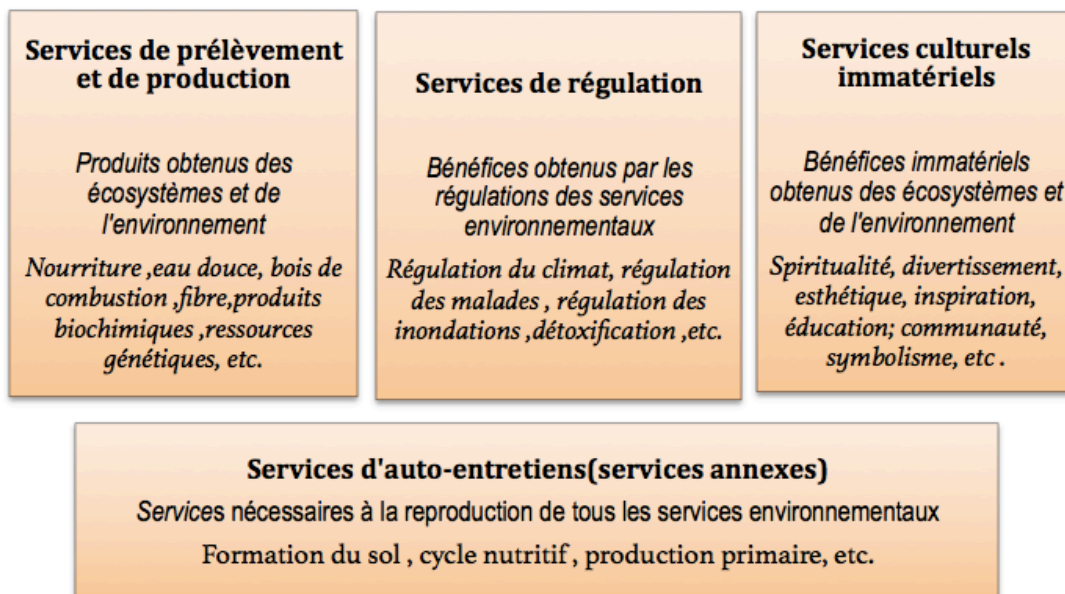 Services de prélèvement
et de production
Produits obtenus des
écosystèmes et de
l'environnement
Nourriture ,eau douce, bois de
combustion ,fibre,produits
biochimiques ,ressources
génétiques, etc.
Services de régulation
Bénéfices obtenus par les
régulations des services
environnementaux
Régulation du climat, régulation
des malades , régulation des
inondations ,détoxification ,etc.
Services culturels
immatériels
Bénéfices immatériels
obtenus des écosystèmes et
de l'environnement
Spiritualité, divertissement,
esthétique, inspiration,
éducation; communauté,
symbolisme, etc .
Services d'auto-entretiens(services annexes)
Services nécessaires à la reproduction de tous les services environnementaux
Formation du sol , cycle nutritif , production primaire, etc.